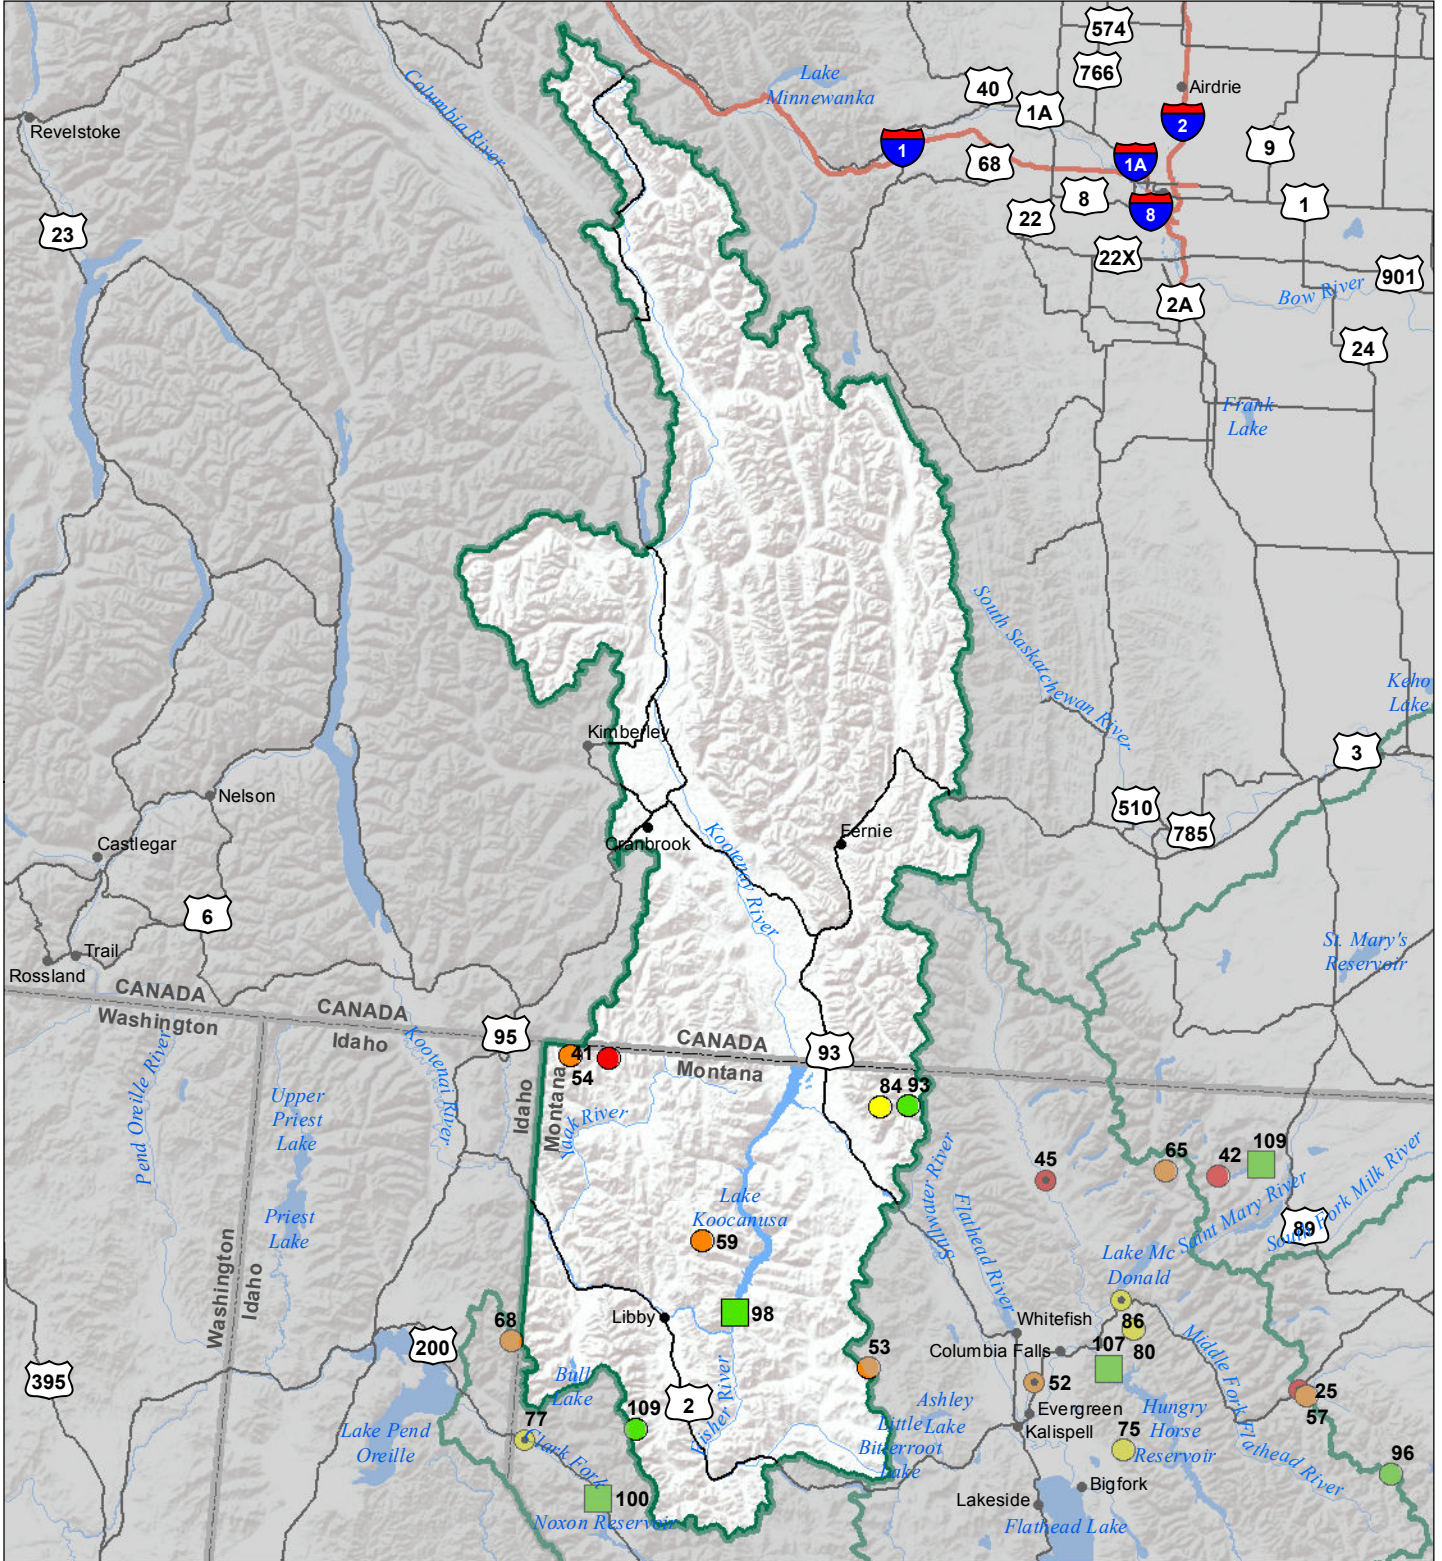 574
766
Airdrie
Lake
Minnewanka
40
1A
2
Columbia River
Revelstoke
1
68
1A
9
8
8
22
1
23
22X
901
Bow River
2A
24
Frank
Lake
South Saskatchewan River
Keho
Lake
Kimberley
3
Nelson
510
785
Castlegar
Cranbrook
Kootenay River
Fernie
6
Trail
Rossland
St. Mary's
Reservoir
CANADA
Washington
CANADA
Idaho
95
CANADA
Montana
93
41
54
Idaho
Montana
Kootenai River
Pend Oreille River
Upper
Priest
Lake
Yaak River
84
93
Stillwater River
Flathead River
45
65
42
109
Saint Mary River
South Fork Milk River
89
Priest
Lake
Washington
Idaho
Lake
Koocanusa
59
Lake Mc
Donald
98
Libby
68
200
395
Whitefish
Columbia Falls
86
80
107
Middle Fork Flathead River
53
52
25
57
Bull
Lake
2
Fisher River
109
77
Clark Fork
Lake Pend
Oreille
Ashley
Lake
Little
Bitterroot
Lake
Evergreen
Kalispell
Hungry
Horse
Reservoir
75
96
Bigfork
Lakeside
Flathead Lake
100
Noxon Reservoir